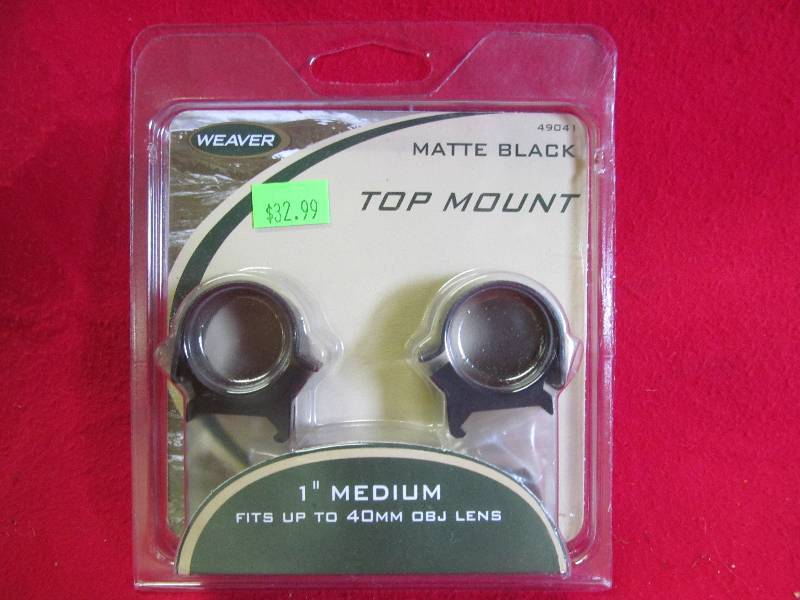 WEAVER
49041
MATTE BLACK
$32.99
TOP MOUNT
1" MEDIUM
FITS UP TO 40MM OBJ LENS